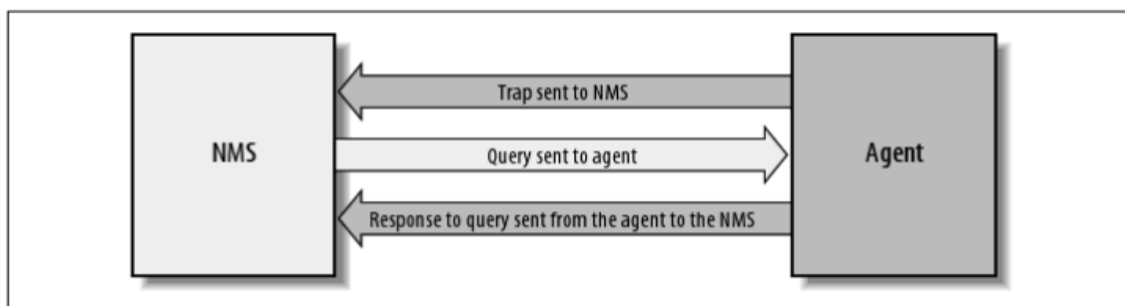 Trap sent to NMS
NMS
Query sent to agent
Agent
Response to query sent from the agent to the NMS